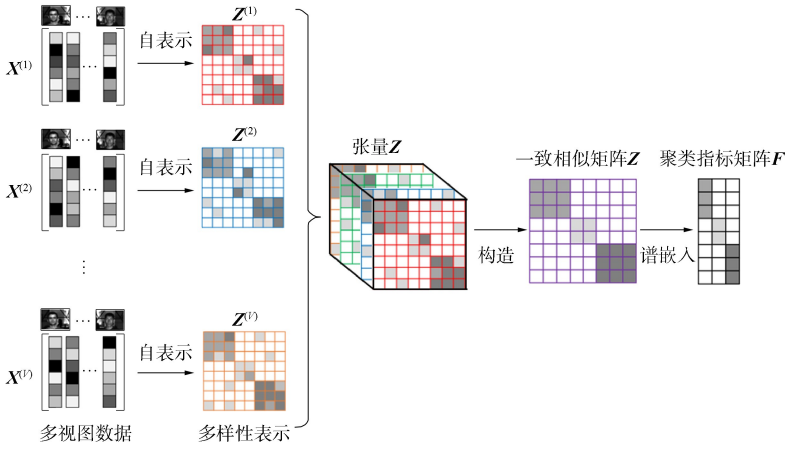 X(1)
···
···
自表示
Z(1)
X(2)
···
···
自表示
Z(2)
⋮
X(V)
···
···
自表示
Z(V)
多视图数据
多样性表示
张量Z
构造
一致相似矩阵Z
谱嵌入
聚类指标矩阵F